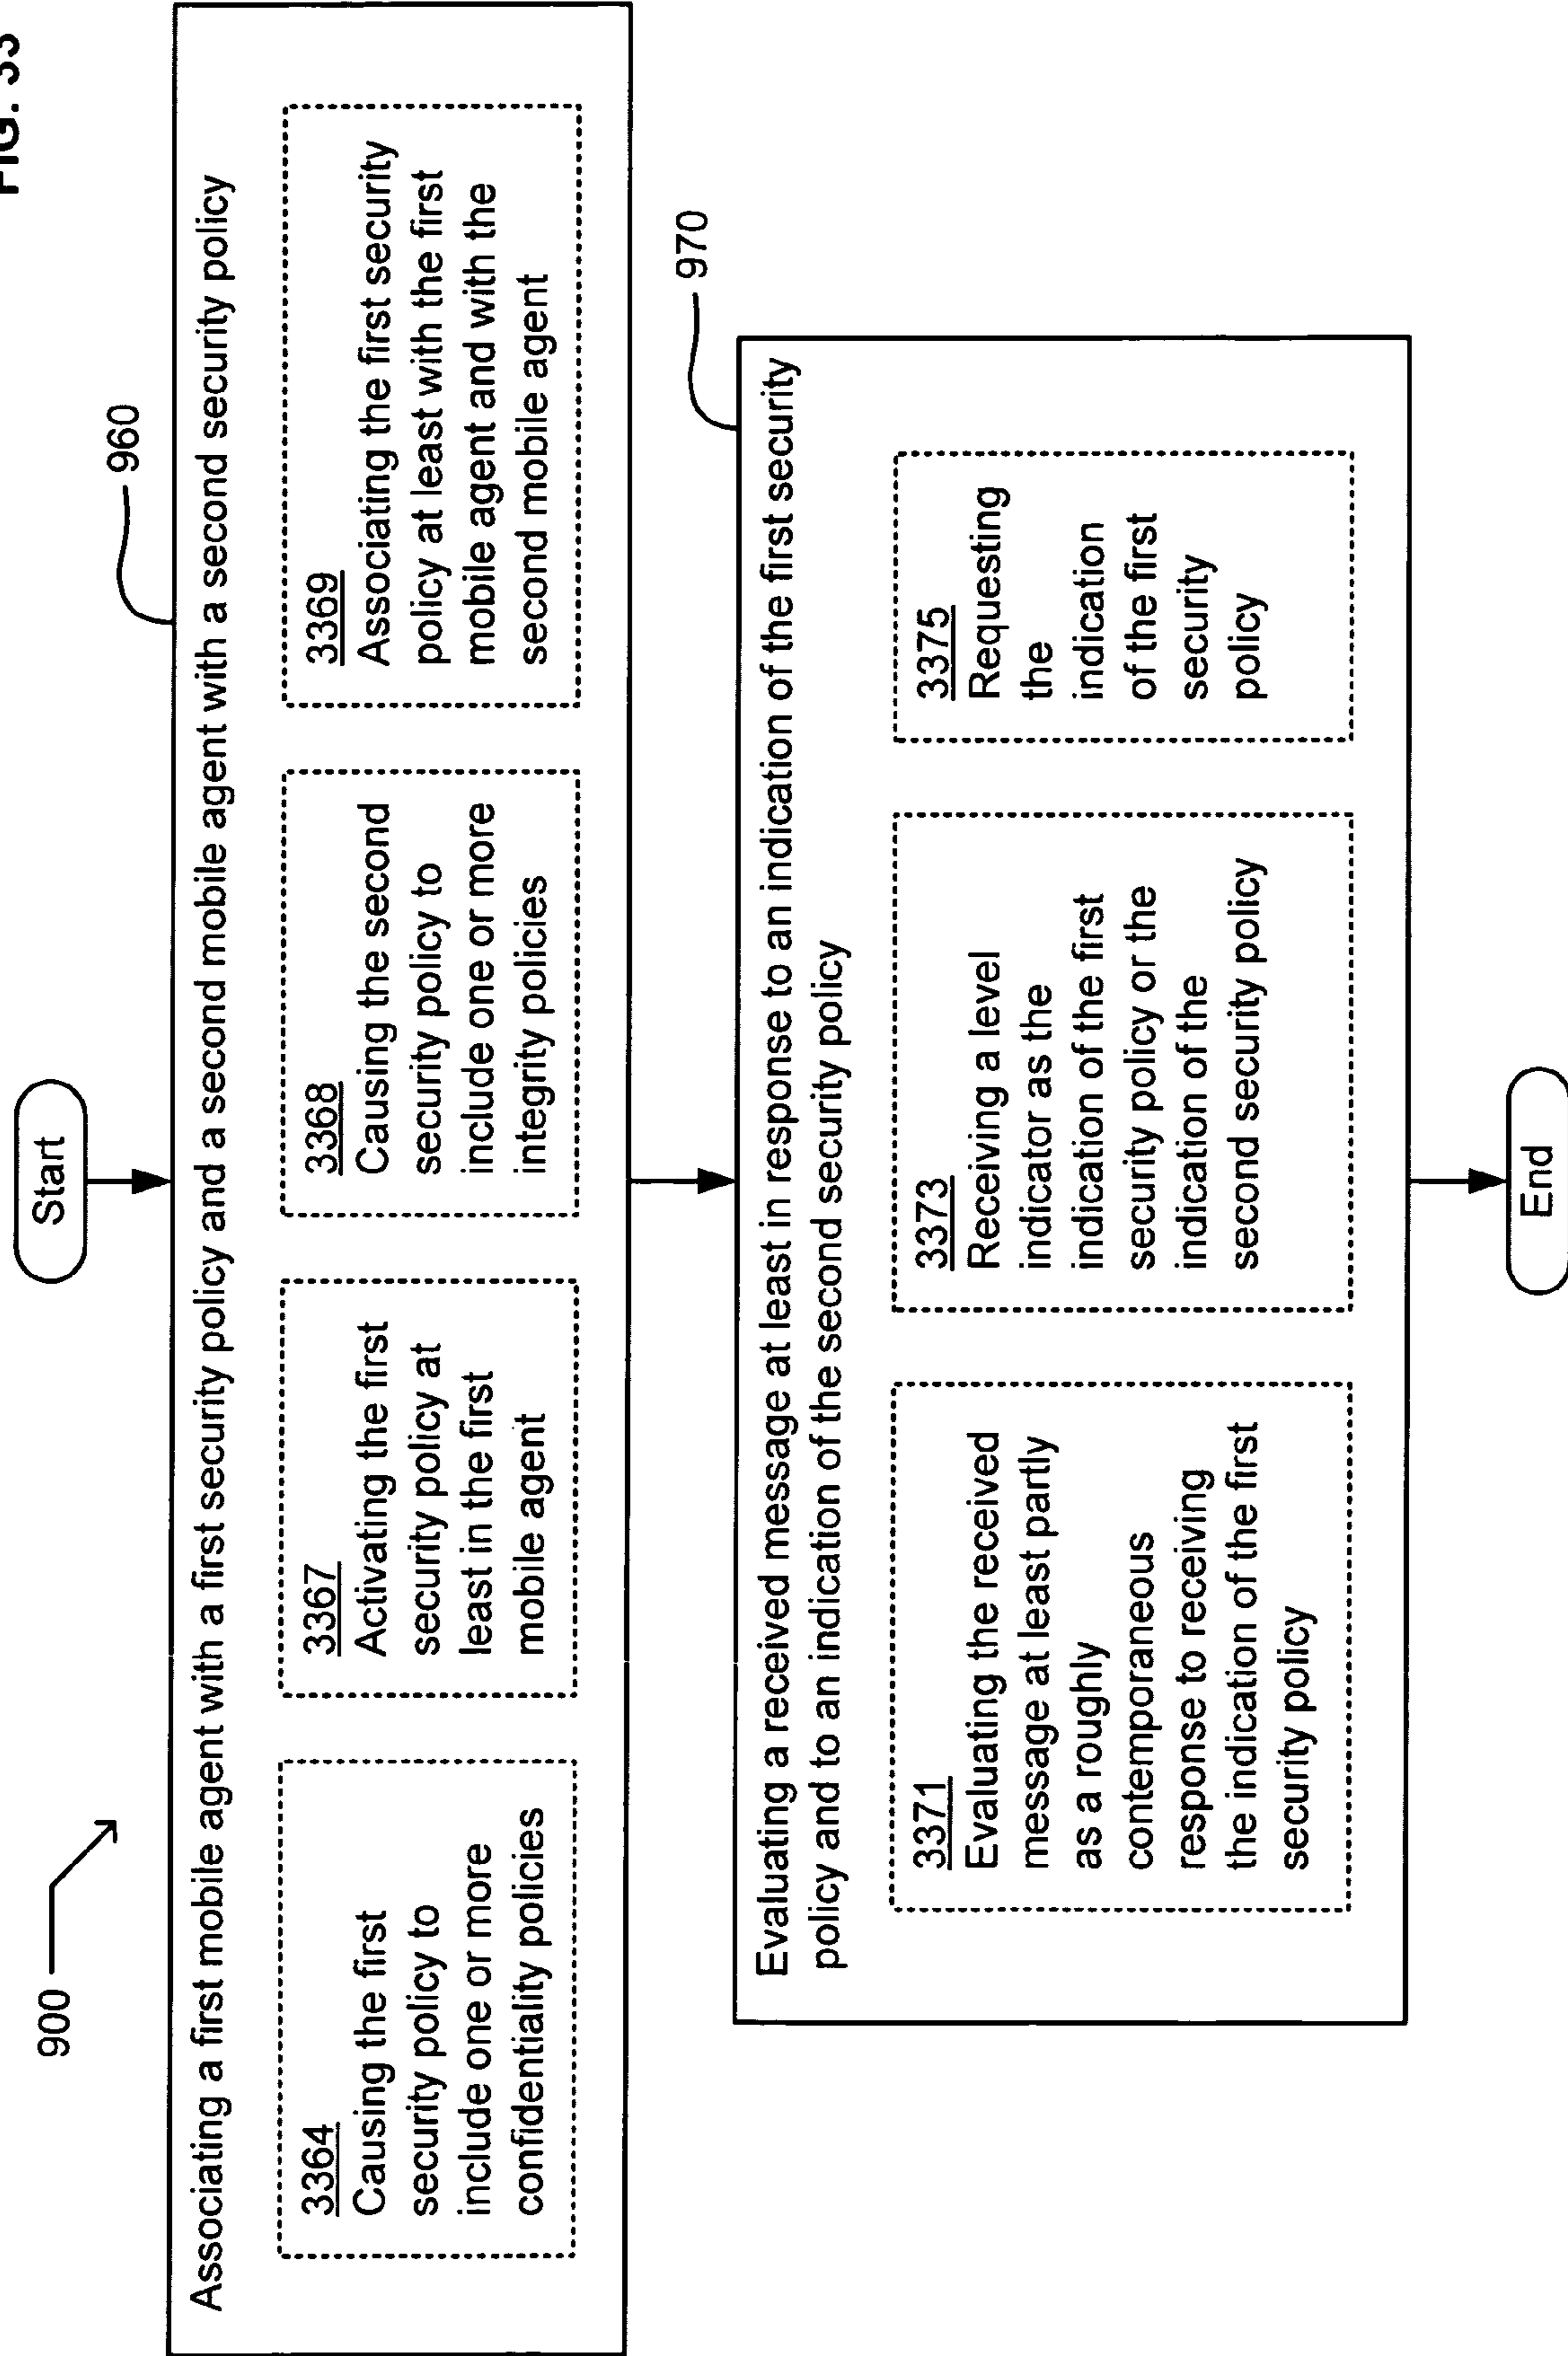 FIG. 33
900
Start
960
Associating a first mobile agent with a first security policy and a second mobile agent with a second security policy
3364
Causing the first
security policy to
include one or more
confidentiality policies
3367
Activating the first
security policy at
least in the first
mobile agent
3368
Causing the second
security policy to
include one or more
integrity policies
3369
Associating the first security
policy at least with the first
mobile agent and with the
second mobile agent
970
Evaluating a received message at least in response to an indication of the first security
policy and to an indication of the second security policy
3371
Evaluating the received
message at least partly
as a roughly
contemporaneous
response to receiving
the indication of the first
security policy
3373
Receiving a level
indicator as the
indication of the first
security policy or the
indication of the
second security policy
3375
Requesting
the
indication
of the first
security
policy
End